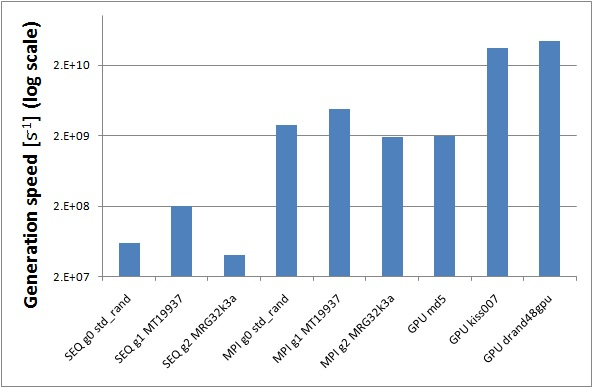 Generation speed [s-1] (log scale)
2.E+10
2.E+09
2.E+08
2.E+07
SEQ g0 std_rand
SEQ g1 MT19937
SEQ g2 MRG32k3a
MPI g0 std_rand
MPI g1 MT19937
MPI g2 MRG32k3a
GPU md5
GPU kiss007
GPU drand48gpu